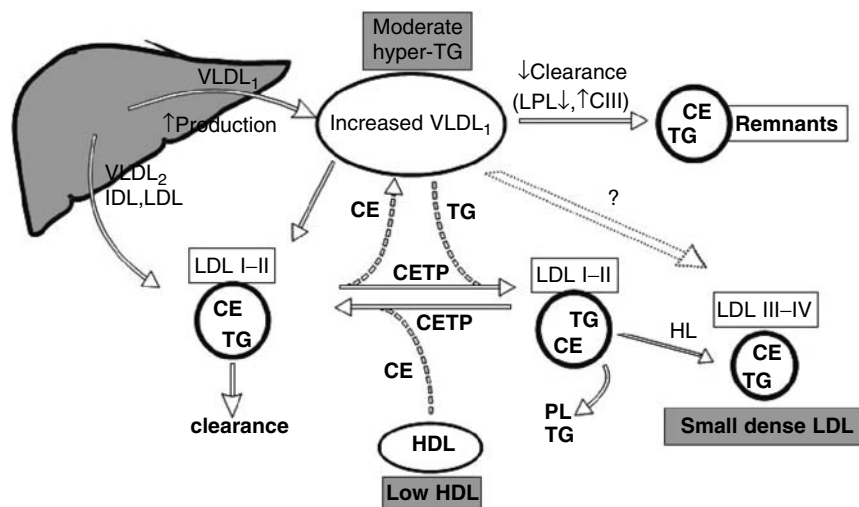 Moderate
hyper-TG
VLDL₁
↑Production
Increased VLDL₁
↓Clearance
(LPL↓,↑CIII)
CE
TG
Remnants
VLDL₂
IDL,LDL
CE
TG
?
LDL I–II
CE
TG
CETP
CETP
LDL I–II
TG
CE
HL
LDL III–IV
CE
TG
CE
PL
TG
clearance
HDL
Low HDL
Small dense LDL